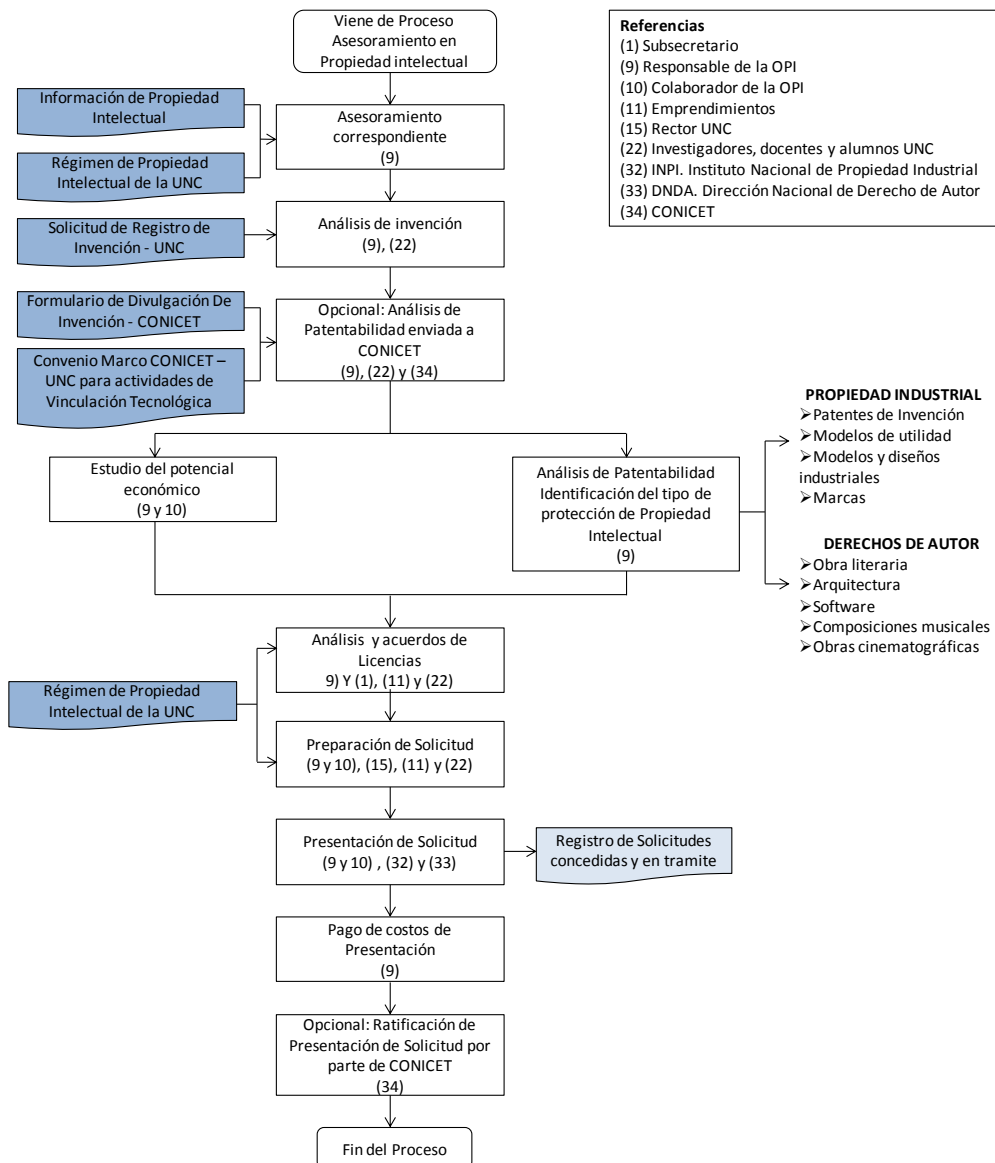 Viene de Proceso
Asesoramiento en
Propiedad intelectual
Referencias
(1) Subsecretario
(9) Responsable de la OPI
(10) Colaborador de la OPI
(11) Emprendimientos
(15) Rector UNC
(22) Investigadores, docentes y alumnos UNC
(32) INPI. Instituto Nacional de Propiedad Industrial
(33) DNDA. Dirección Nacional de Derecho de Autor
(34) CONICET
Información de Propiedad
Intelectual
Régimen de Propiedad
Intelectual de la UNC
Asesoramiento
correspondiente
(9)
Solicitud de Registro de
Invención - UNC
Análisis de invención
(9), (22)
Formulario de Divulgación De
Invención - CONICET
Convenio Marco CONICET –
UNC para actividades de
Vinculación Tecnológica
Opcional: Análisis de
Patentabilidad enviada a
CONICET
(9), (22) y (34)
Estudio del potencial
económico
(9 y 10)
Análisis de Patentabilidad
Identificación del tipo de
protección de Propiedad
Intelectual
(9)
PROPIEDAD INDUSTRIAL
➢Patentes de Invención
➢Modelos de utilidad
➢Modelos y diseños
industriales
➢Marcas
DERECHOS DE AUTOR
➢Obra literaria
➢Arquitectura
➢Software
➢Composiciones musicales
➢Obras cinematográficas
Análisis y acuerdos de
Licencias
9) Y (1), (11) y (22)
Régimen de Propiedad
Intelectual de la UNC
Preparación de Solicitud
(9 y 10), (15), (11) y (22)
Presentación de Solicitud
(9 y 10) , (32) y (33)
Registro de Solicitudes
concedidas y en tramite
Pago de costos de
Presentación
(9)
Opcional: Ratificación de
Presentación de Solicitud por
parte de CONICET
(34)
Fin del Proceso